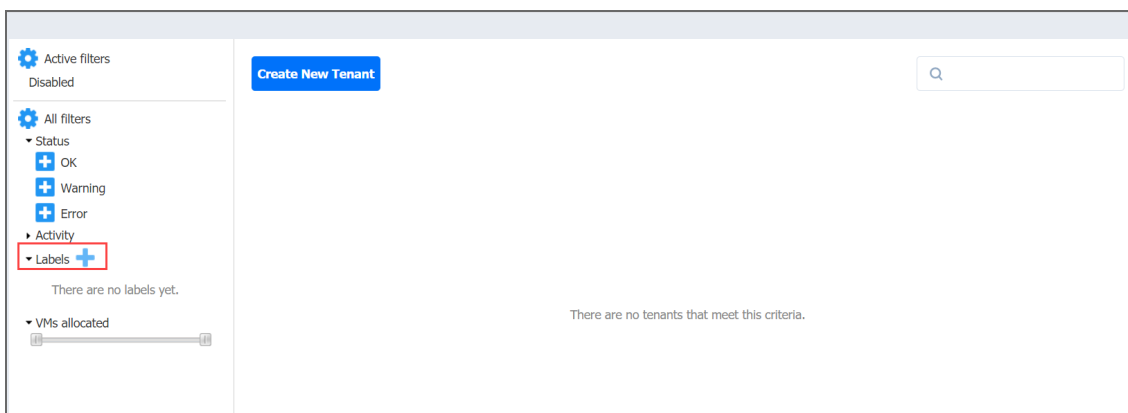 Active filters
Disabled
All filters
Status
OK
Warning
Error
Activity
Labels
There are no labels yet.
VMs allocated
Create New Tenant
There are no tenants that meet this criteria.